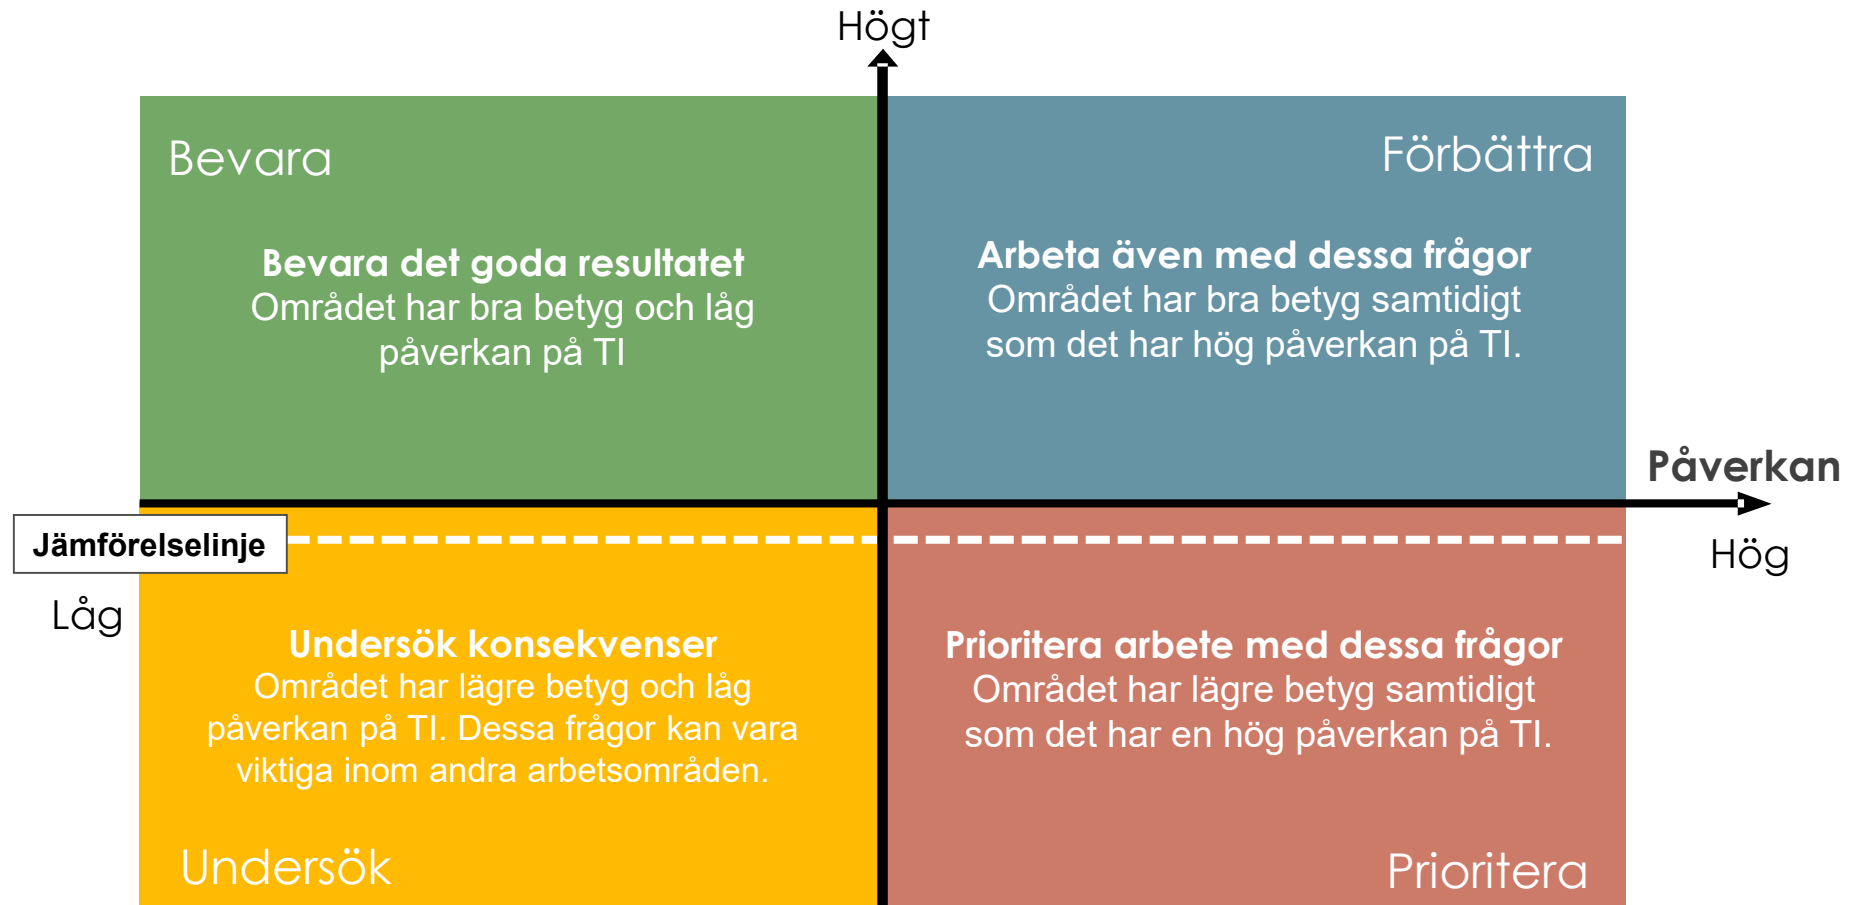 Högt
Bevara
Förbättra
Bevara det goda resultatet
Området har bra betyg och låg
påverkan på TI
Arbeta även med dessa frågor
Området har bra betyg samtidigt
som det har hög påverkan på TI.
Påverkan
Jämförelselinje
Hög
Låg
Undersök konsekvenser
Området har lägre betyg och låg
påverkan på TI. Dessa frågor kan vara
viktiga inom andra arbetsområden.
Prioritera arbete med dessa frågor
Området har lägre betyg samtidigt
som det har en hög påverkan på TI.
Undersök
Prioritera